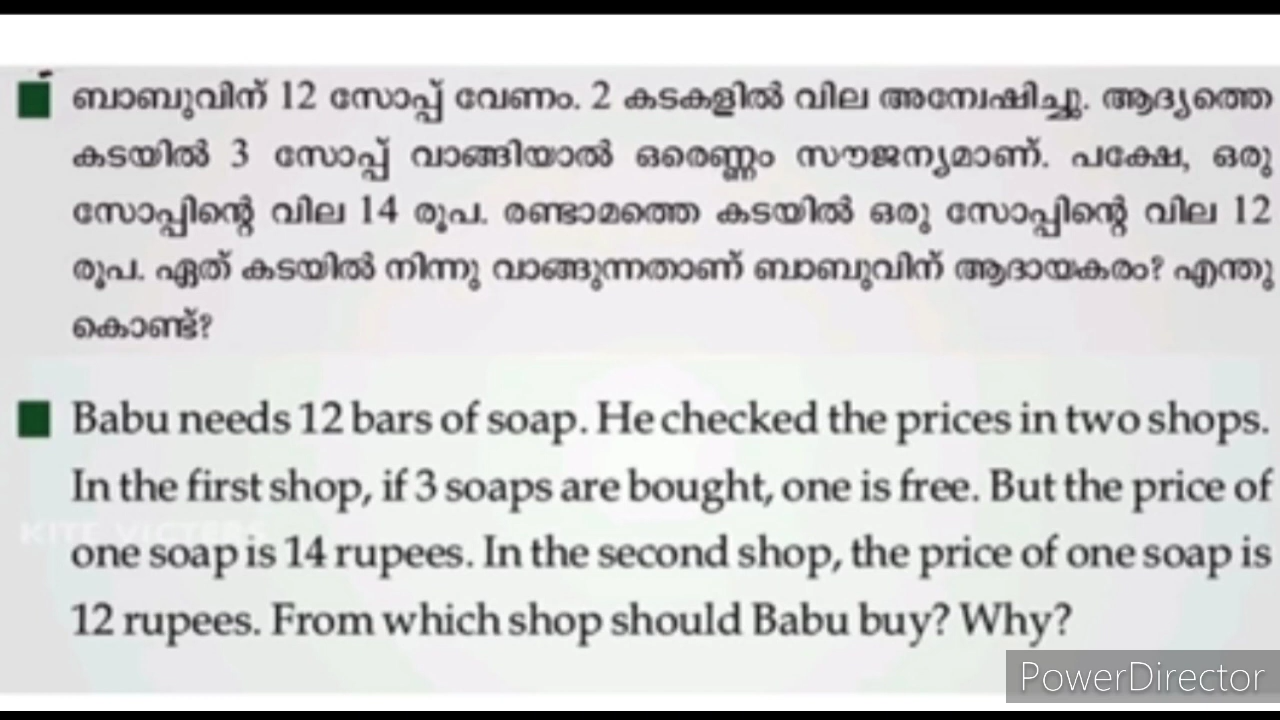 ബാബുവിന് 12 സോപ്പ് വേണം. 2 കടകളിൽ വില അന്വേഷിച്ചു. ആദ്യത്തെ
കടയിൽ 3 സോപ്പ് വാങ്ങിയാൽ ഒരെണ്ണം സൗജന്യമാണ്. പക്ഷേ, ഒരു
സോപ്പിന്റെ വില 14 രൂപ. രണ്ടാമത്തെ കടയിൽ ഒരു സോപ്പിന്റെ വില 12
രൂപ. ഏത് കടയിൽ നിന്നു വാങ്ങുന്നതാണ് ബാബുവിന് ആദായകരം? എന്തു
കൊണ്ട്?
Babu needs 12 bars of soap. He checked the prices in two shops.
In the first shop, if 3 soaps are bought, one is free. But the price of
KITE VICTERS
one soap is 14 rupees. In the second shop, the price of one soap is
12 rupees. From which shop should Babu buy? Why?
PowerDirector